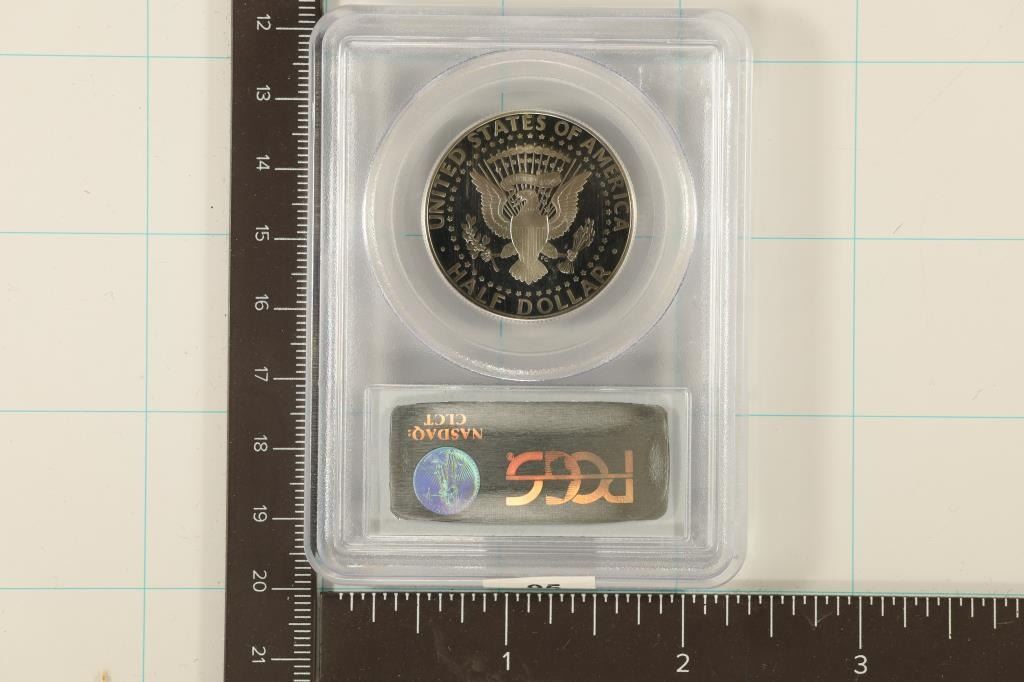 UNITED STATES OF AMERICA
HALF DOLLAR
NASDAQ:
CLCT
PCGS
12
13
14
15
16
17
18
19
20
21
1
2
3